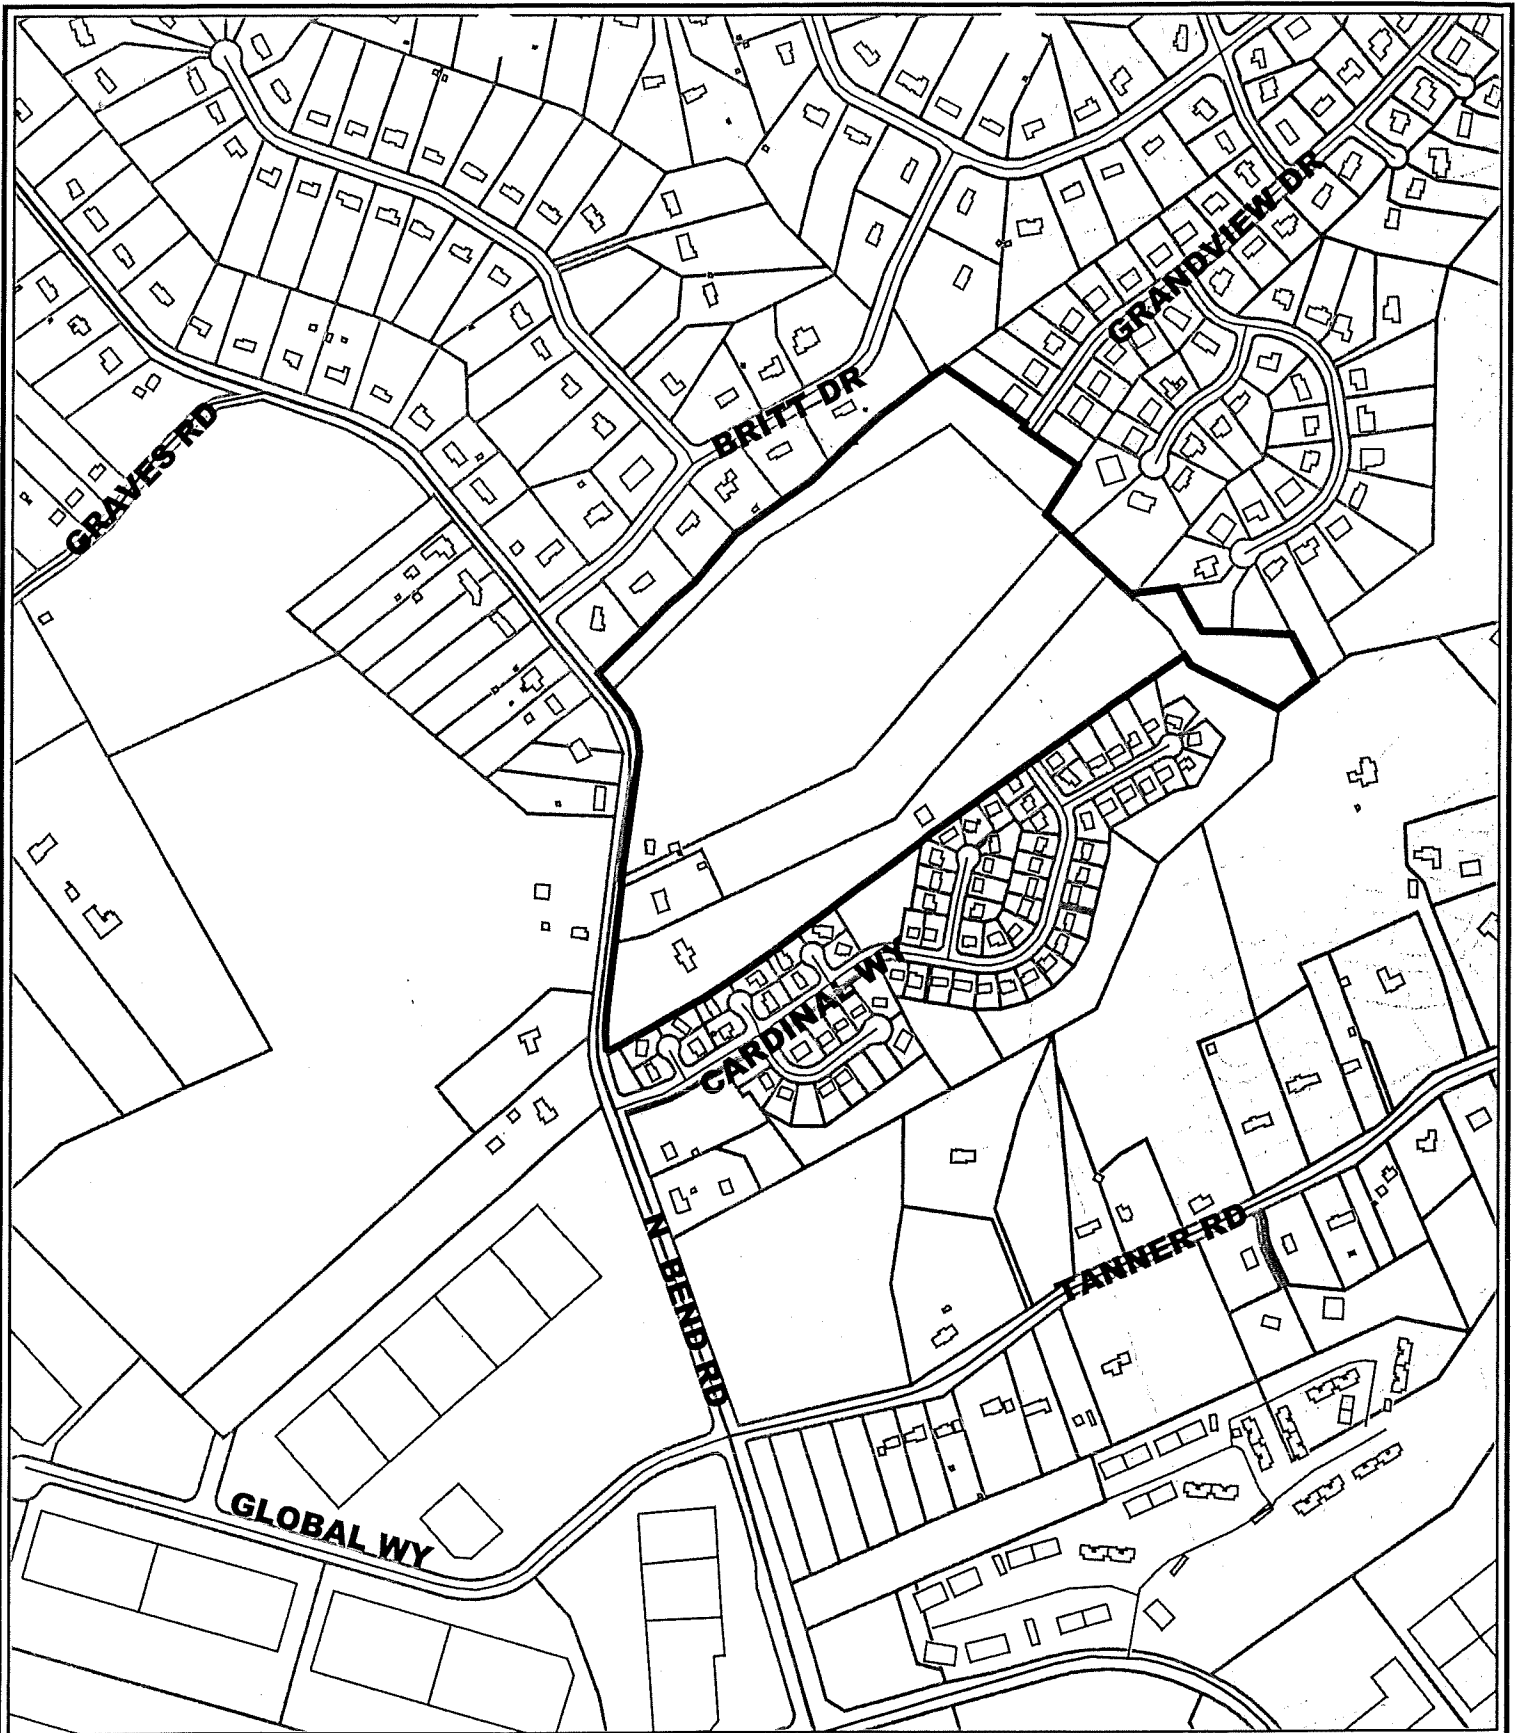 GRANDVIEW DR
BRITT DR
GRAVES RD
CARDINAL WY
N BEND RD
TANNER RD
GLOBAL WY